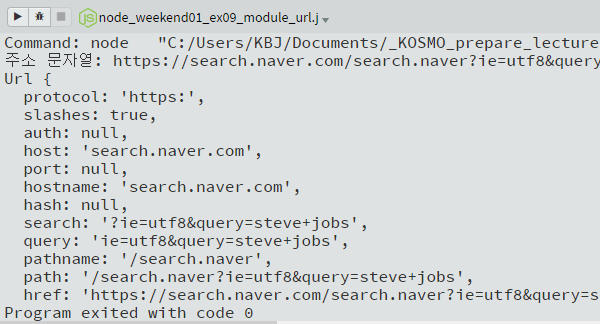 node_weekend01_ex09_module_url.j
Command: node "C:/Users/KBJ/Documents/_KOSMO_prepare_lecture
주소 문자열: https://search.naver.com/search.naver?ie=utf8&query
Url {
protocol: 'https:',
slashes: true,
auth: null,
host: 'search.naver.com',
port: null,
hostname: 'search.naver.com',
hash: null,
search: '?ie=utf8&query=steve+jobs',
query: 'ie=utf8&query=steve+jobs',
pathname: '/search.naver',
path: '/search.naver?ie=utf8&query=steve+jobs',
href: 'https://search.naver.com/search.naver?ie=utf8&query=s
Program exited with code 0